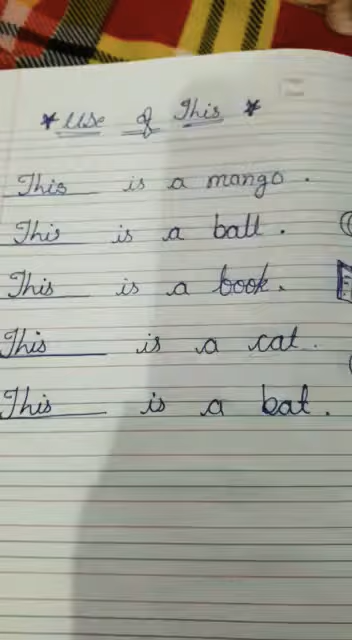 * Use of This *
This is a mango.
This is a ball.
This is a book.
This is a cat.
This is a bat.